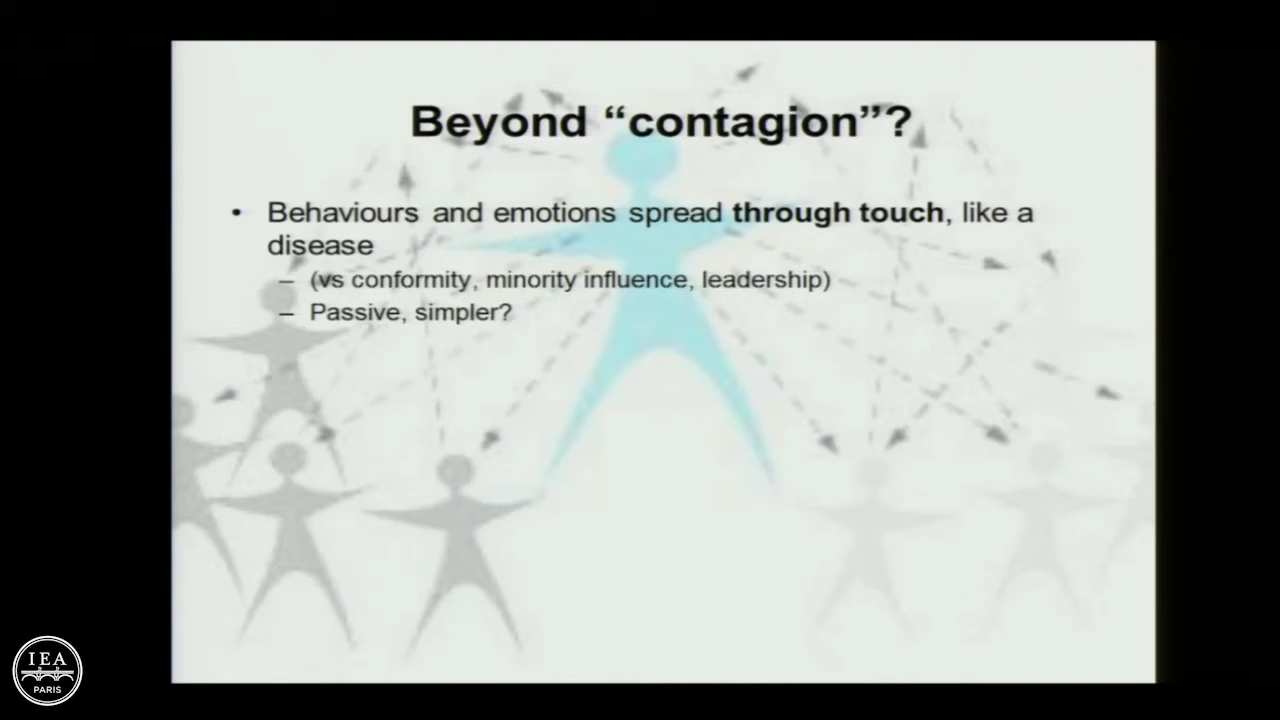 Beyond “contagion”?
• Behaviours and emotions spread through touch, like a
disease
– (vs conformity, minority influence, leadership)
– Passive, simpler?
IEA
PARIS